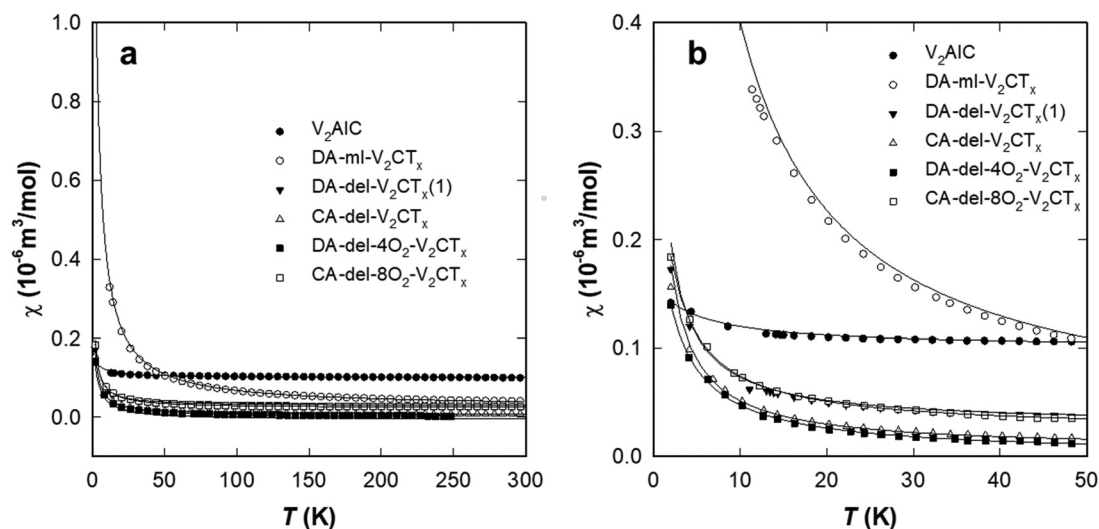 a
1.0
0.8
0.6
0.4
0.2
0.0
χ (10⁻⁶m³/mol)
V₂AlC
DA-ml-V₂CTₓ
DA-del-V₂CTₓ(1)
CA-del-V₂CTₓ
DA-del-4O₂-V₂CTₓ
CA-del-8O₂-V₂CTₓ
0 50 100 150 200 250 300
T (K)
b
0.4
0.3
0.2
0.1
0.0
χ (10⁻⁶m³/mol)
V₂AlC
DA-ml-V₂CTₓ
DA-del-V₂CTₓ(1)
CA-del-V₂CTₓ
DA-del-4O₂-V₂CTₓ
CA-del-8O₂-V₂CTₓ
0 10 20 30 40 50
T (K)